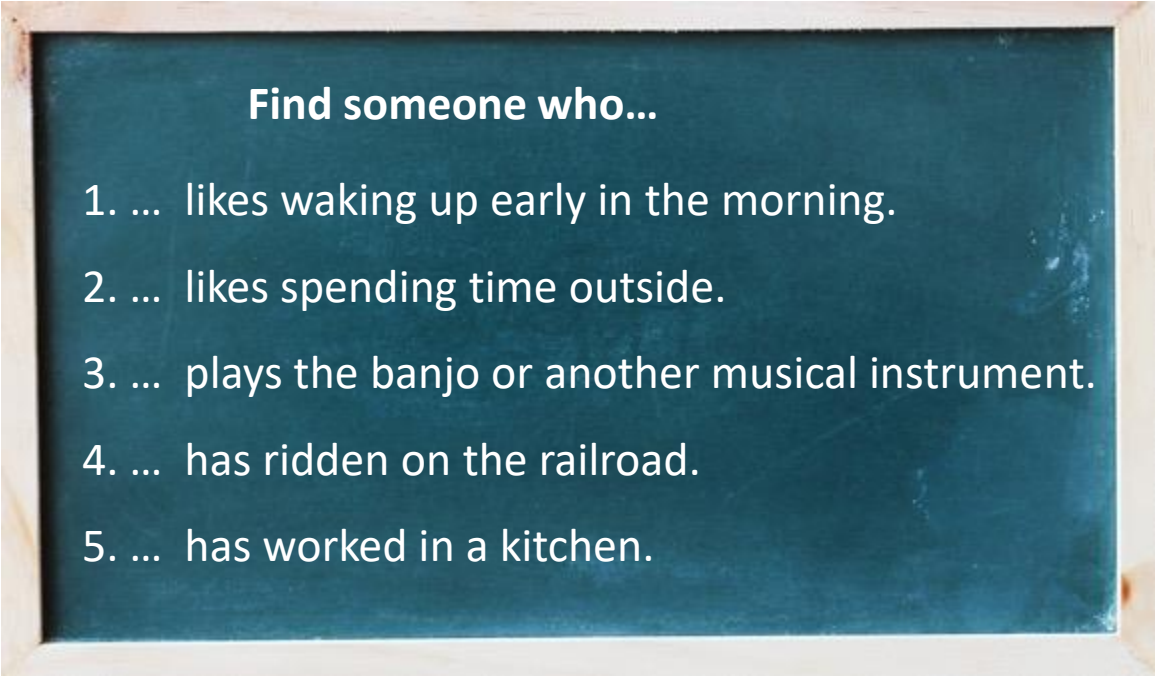 Find someone who…
1. … likes waking up early in the morning.
2. … likes spending time outside.
3. … plays the banjo or another musical instrument.
4. … has ridden on the railroad.
5. … has worked in a kitchen.